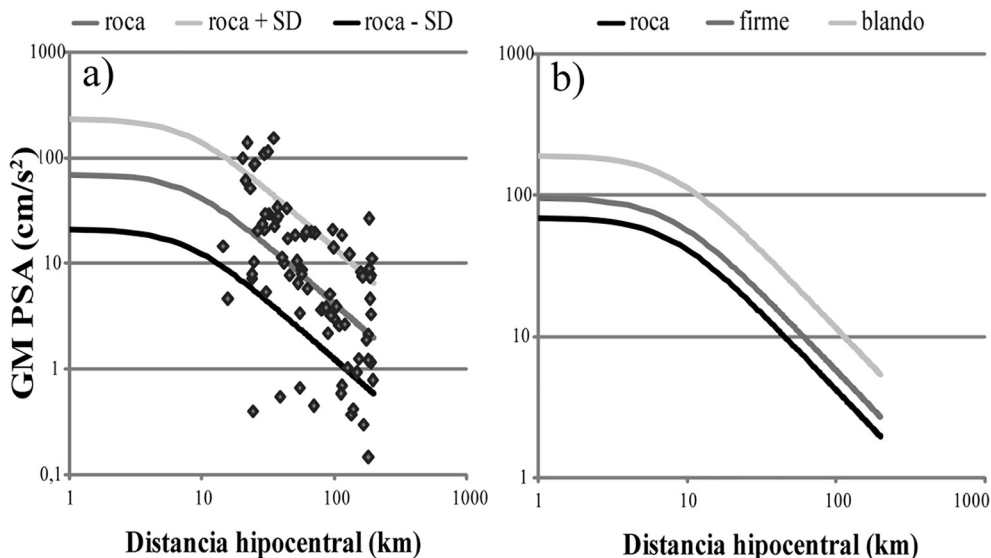 roca roca + SD roca - SD
a)
GM PSA (cm/s²)
1000
100
10
1
0,1
1 10 100 1000
Distancia hipocentral (km)
roca firme blando
b)
1000
100
10
1
1 10 100 1000
Distancia hipocentral (km)